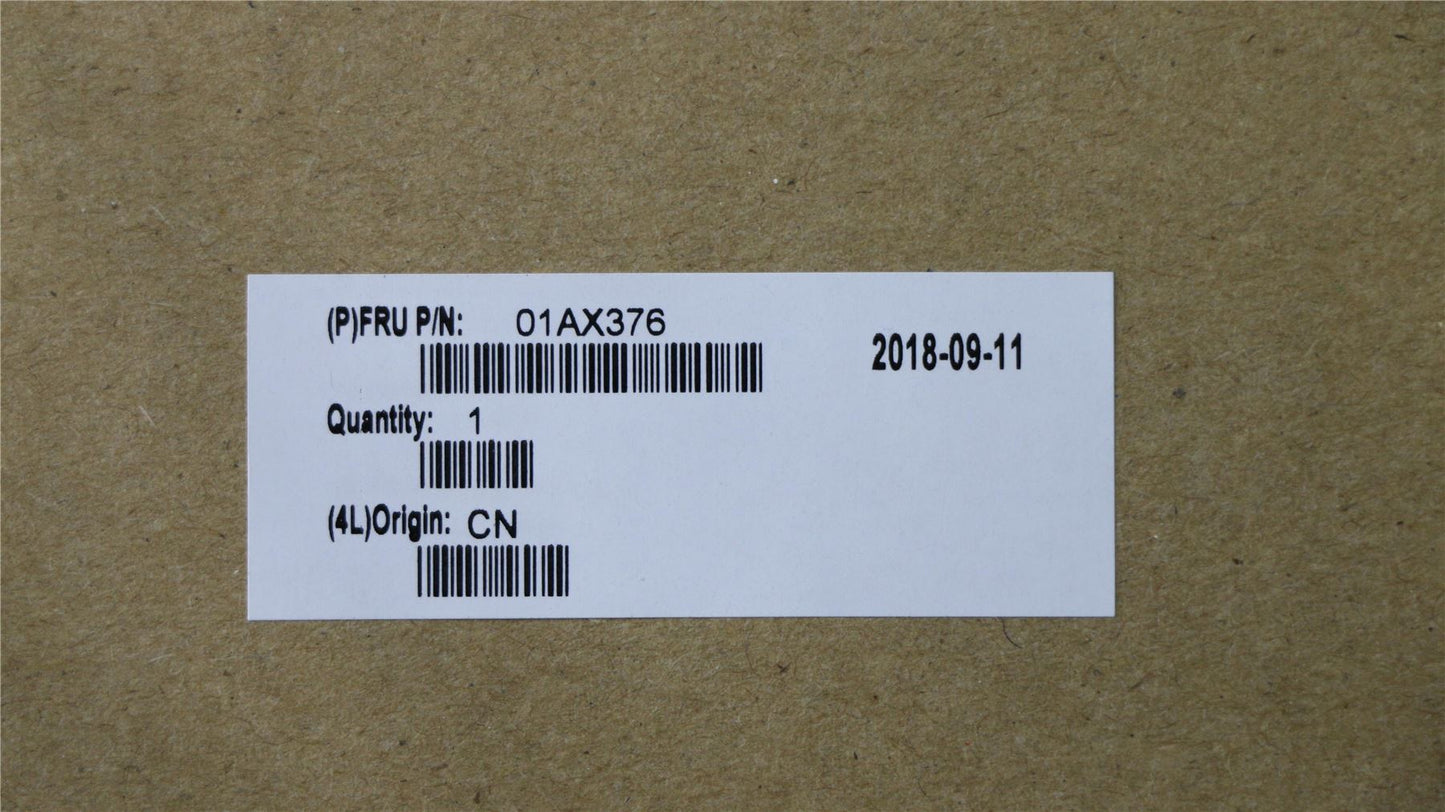 (P)FRU P/N: 01AX376
2018-09-11
Quantity: 1
(4L)Origin: CN